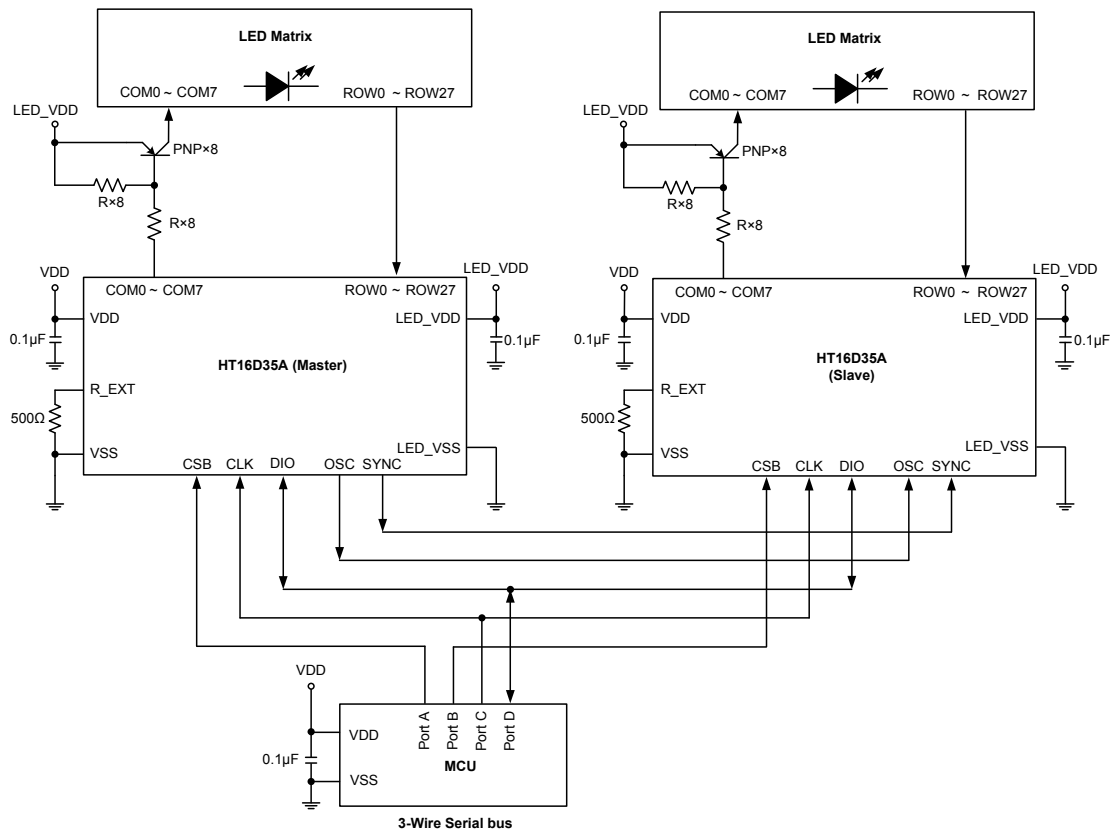 LED Matrix
COM0 ~ COM7
ROW0 ~ ROW27
LED_VDD
PNP×8
R×8
R×8
VDD
LED_VDD
COM0 ~ COM7
ROW0 ~ ROW27
VDD
LED_VDD
0.1µF
0.1µF
HT16D35A (Master)
R_EXT
500Ω
VSS
LED_VSS
CSB
CLK
DIO
OSC
SYNC
LED Matrix
COM0 ~ COM7
ROW0 ~ ROW27
LED_VDD
PNP×8
R×8
R×8
VDD
LED_VDD
COM0 ~ COM7
ROW0 ~ ROW27
VDD
LED_VDD
0.1µF
0.1µF
HT16D35A
(Slave)
R_EXT
500Ω
VSS
LED_VSS
CSB
CLK
DIO
OSC
SYNC
VDD
Port A
Port B
Port C
Port D
VDD
0.1µF
MCU
VSS
3-Wire Serial bus